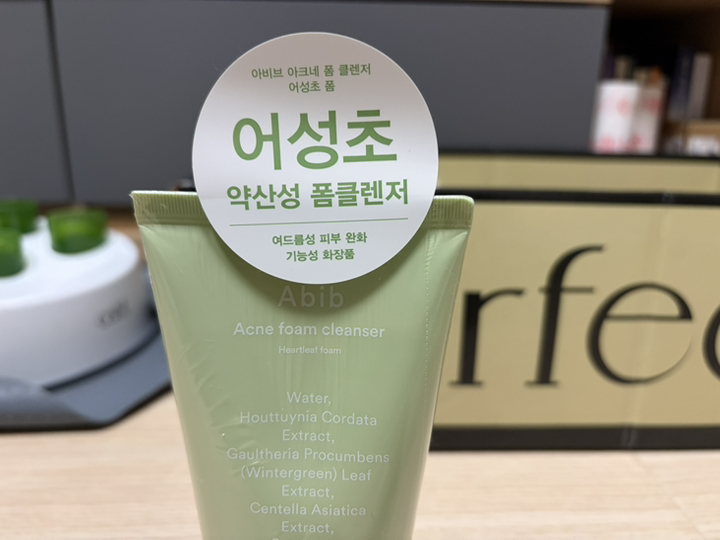 아비브 아크네 폼 클렌저
어성초 폼
어성초
약산성 폼클렌저
여드름성 피부 완화
기능성 화장품
Abib
Acne foam cleanser
Heartleaf foam
Water,
Houttuynia Cordata
Extract,
Gaultheria Procumbens
(Wintergreen) Leaf
Extract,
Centella Asiatica
Extract,
rfec